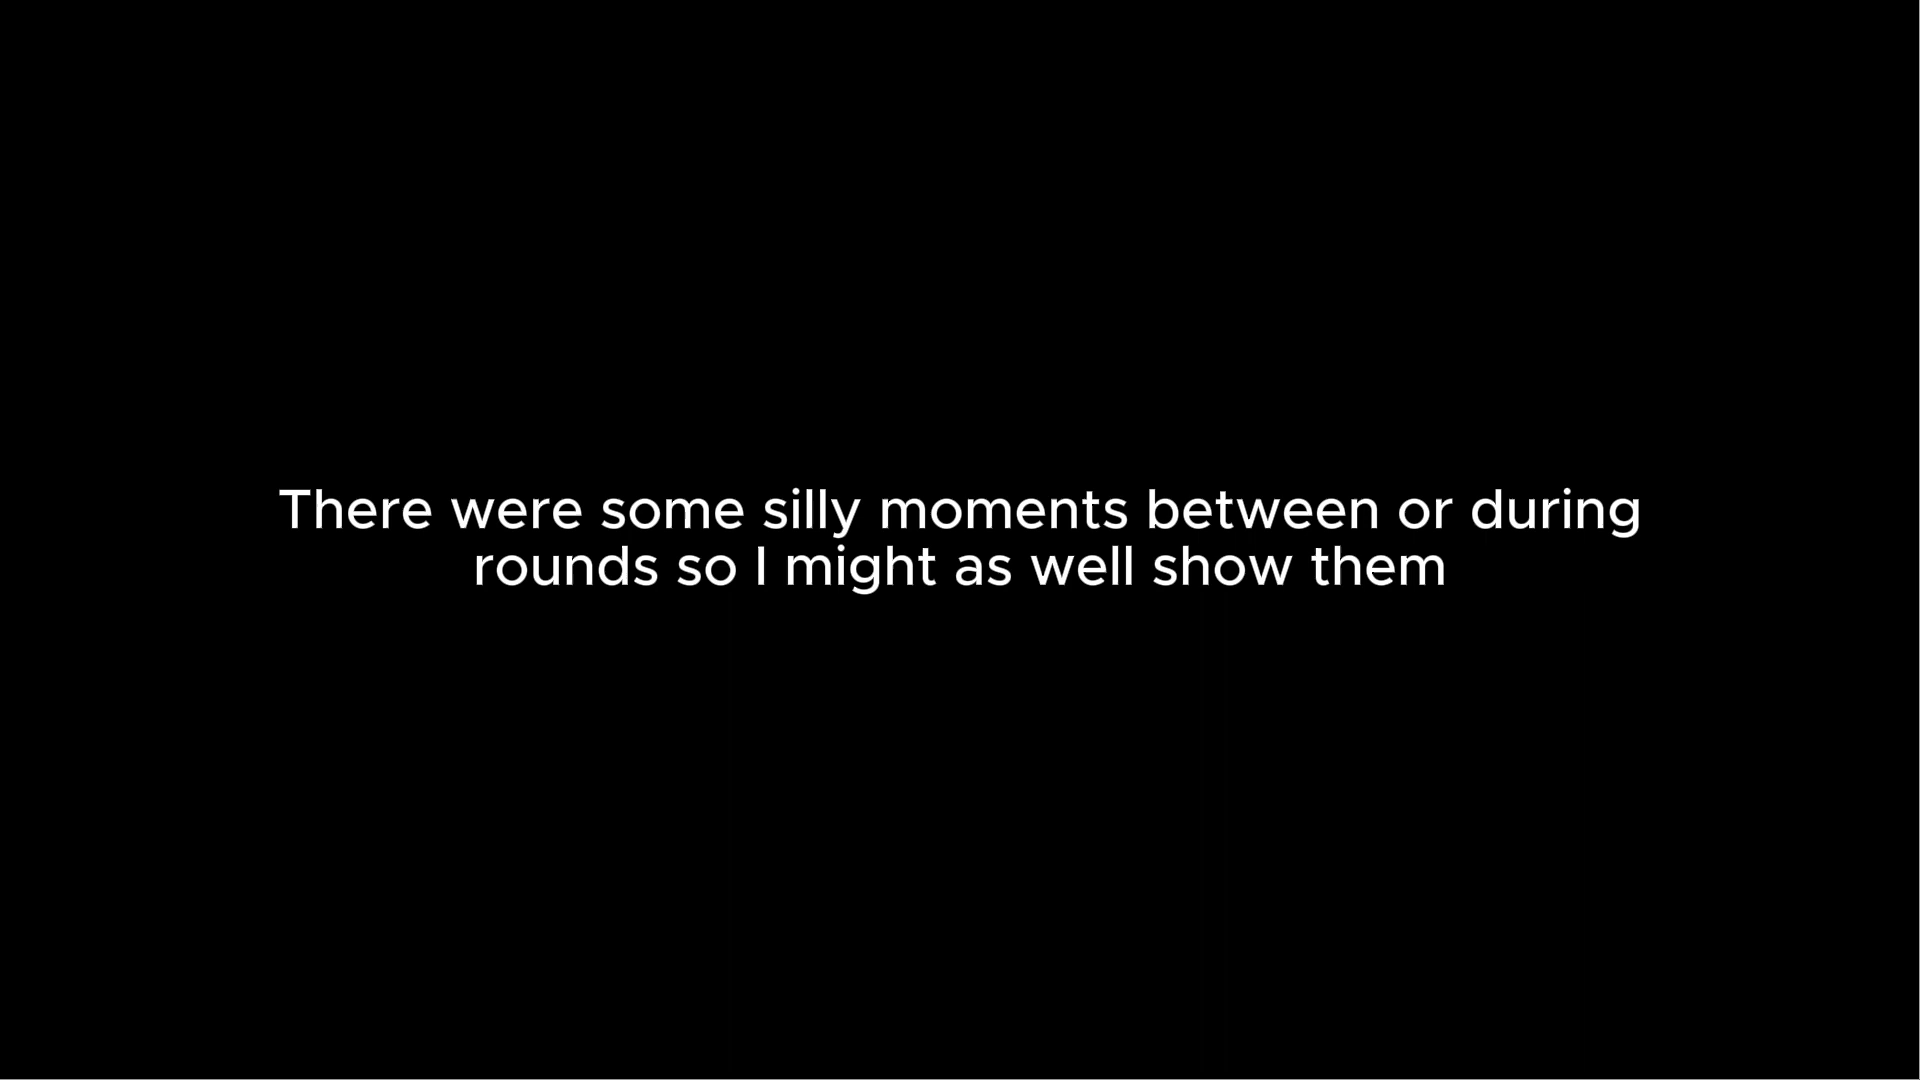 There were some silly moments between or during
rounds so I might as well show them